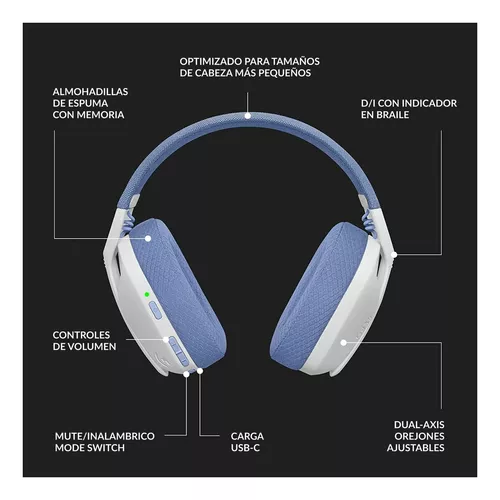 OPTIMIZADO PARA TAMAÑOS
DE CABEZA MÁS PEQUEÑOS
ALMOHADILLAS
DE ESPUMA
CON MEMORIA
D/I CON INDICADOR
EN BRAILE
CONTROLES
DE VOLUMEN
MUTE/INALAMBRICO
MODE SWITCH
CARGA
USB-C
DUAL-AXIS
OREJONES
AJUSTABLES